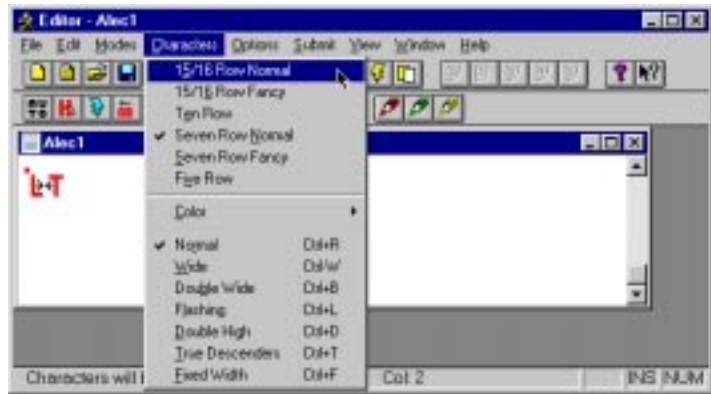 Editor - Alec1
File Edit Modes Characters Options Submit View Window Help
15/16 Row Normal
15/16 Row Fancy
Ten Row
Alec1
Seven Row Normal
Seven Row Fancy
Five Row
Color
Normal Ctrl+R
Wide Ctrl+W
Double Wide Ctrl+B
Flashing Ctrl+L
Double High Ctrl+D
True Descenders Ctrl+T
Fixed Width Ctrl+F
Characters will Col: 2 INS NUM